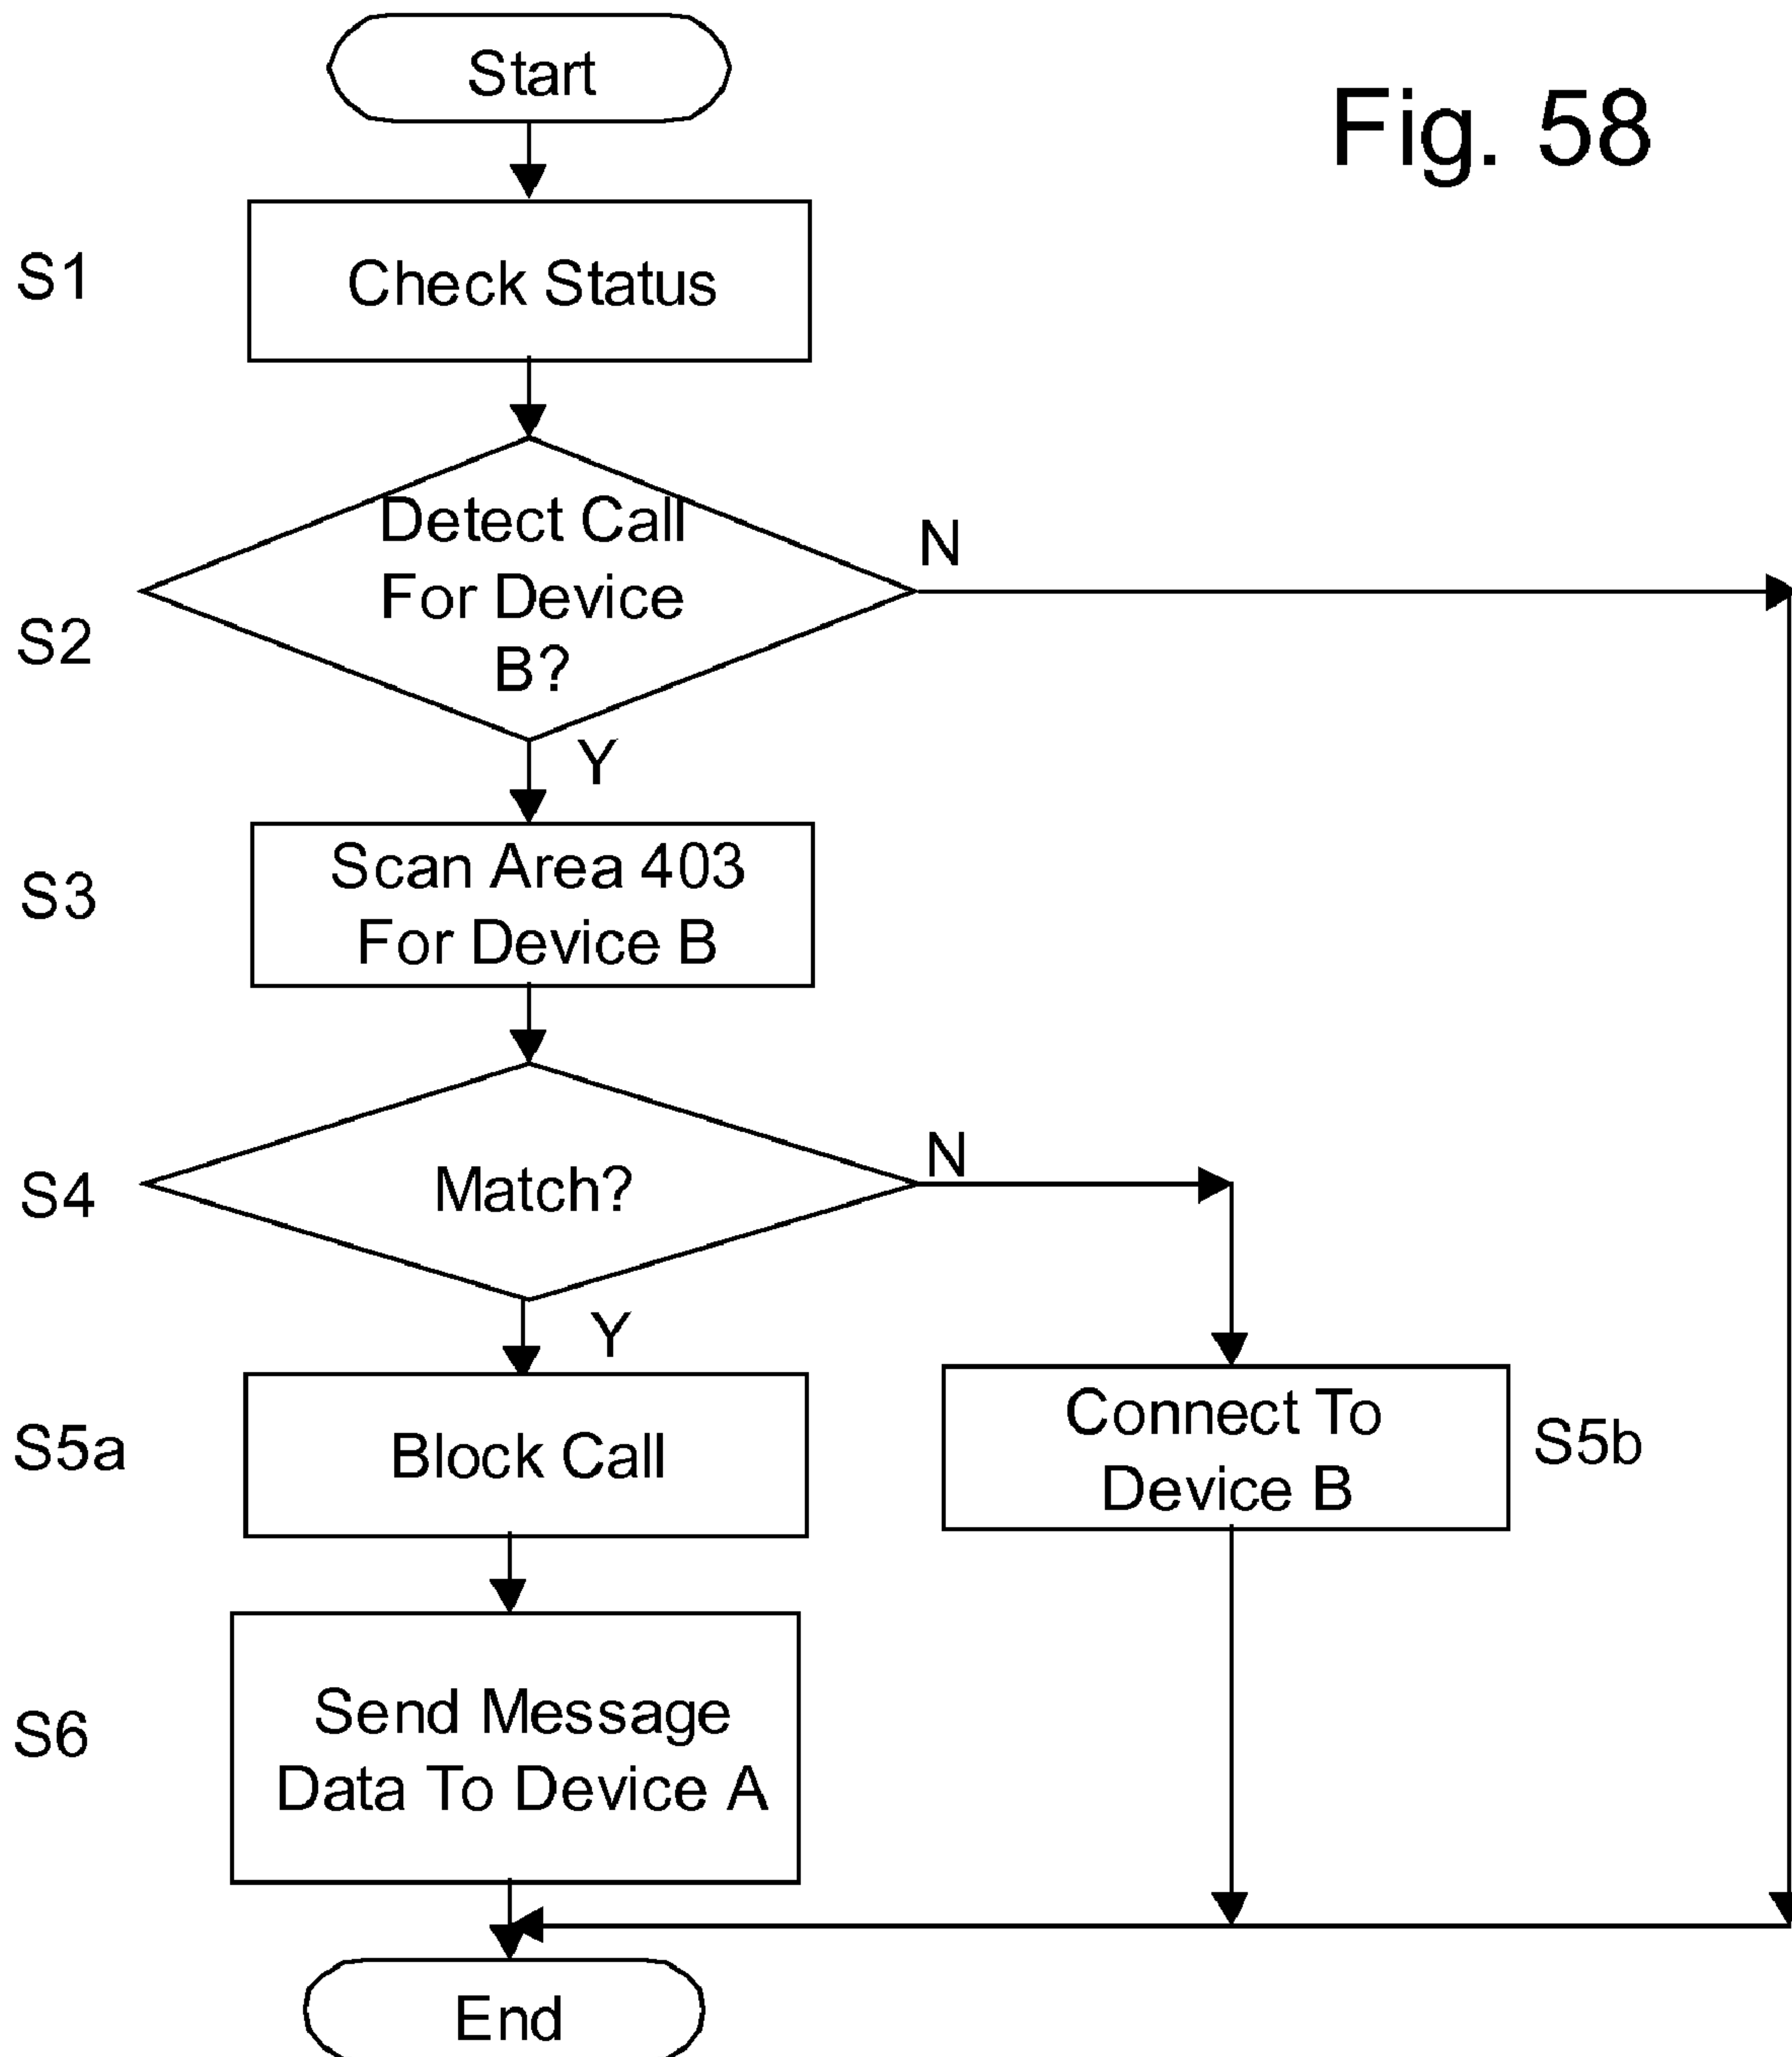 Start
Fig. 58
S1
Check Status
Detect Call
For Device
B?
N
S2
Y
S3
Scan Area 403
For Device B
S4
Match?
N
Y
S5a
Block Call
Connect To
Device B
S5b
S6
Send Message
Data To Device A
End